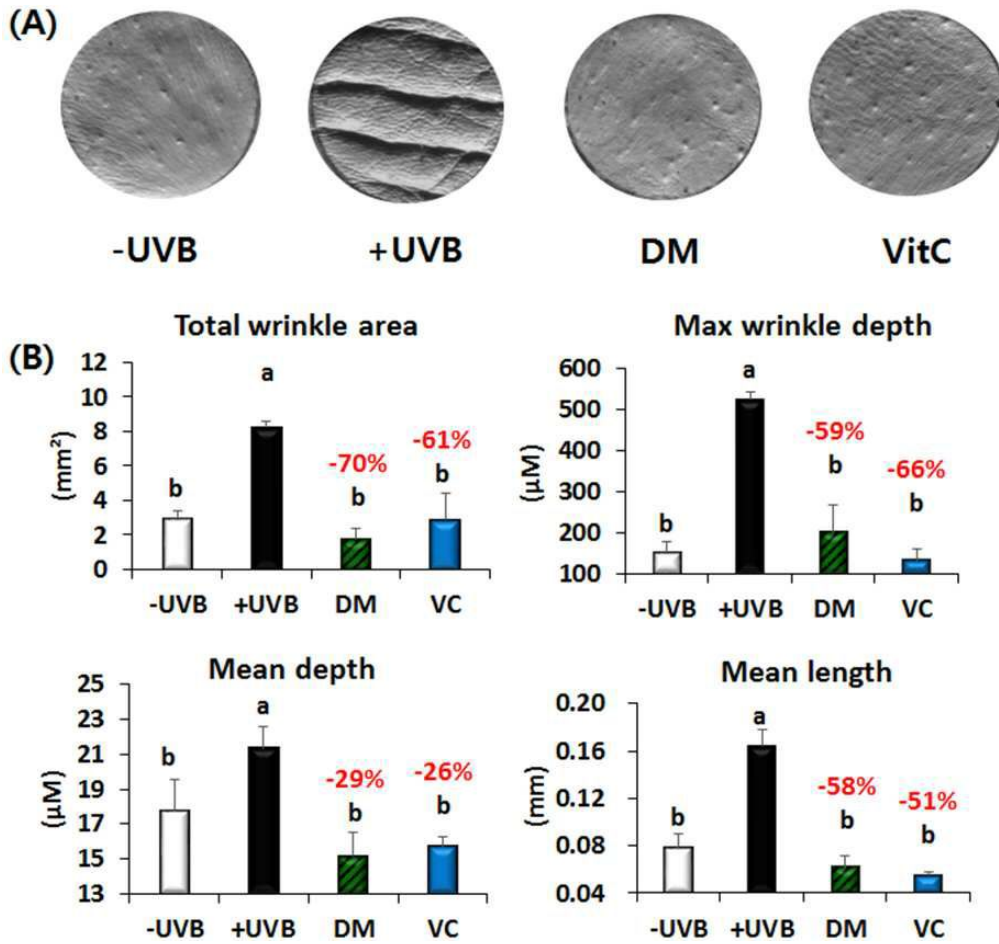 (A)
-UVB +UVB DM VitC
(B)
Total wrinkle area
(mm²)
12
10
8
6
4
2
0
b
a
-70%
b
-61%
b
-UVB +UVB DM VC
Max wrinkle depth
(μM)
600
500
400
300
200
100
b
a
-59%
b
-66%
b
-UVB +UVB DM VC
Mean depth
(μM)
25
23
21
19
17
15
13
b
a
-29%
b
-26%
b
-UVB +UVB DM VC
Mean length
(mm)
0.20
0.16
0.12
0.08
0.04
b
a
-58%
b
-51%
b
-UVB +UVB DM VC